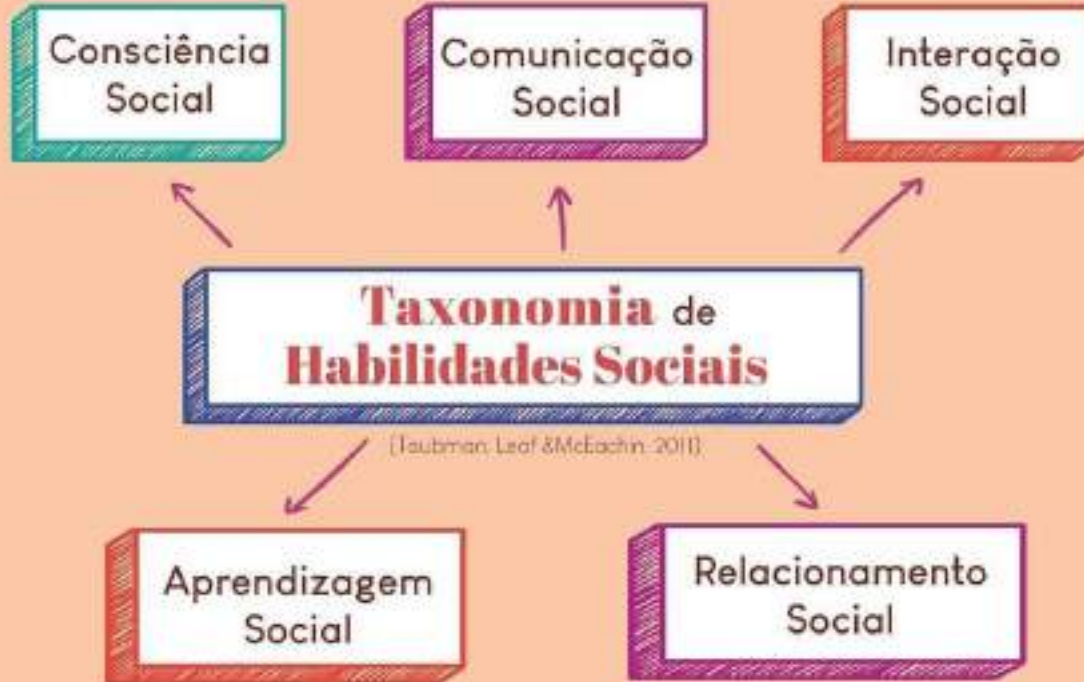 Consciência
Social
Comunicação
Social
Interação
Social
Taxonomia de
Habilidades Sociais
(Taubman, Leaf &McEachin, 2011)
Aprendizagem
Social
Relacionamento
Social